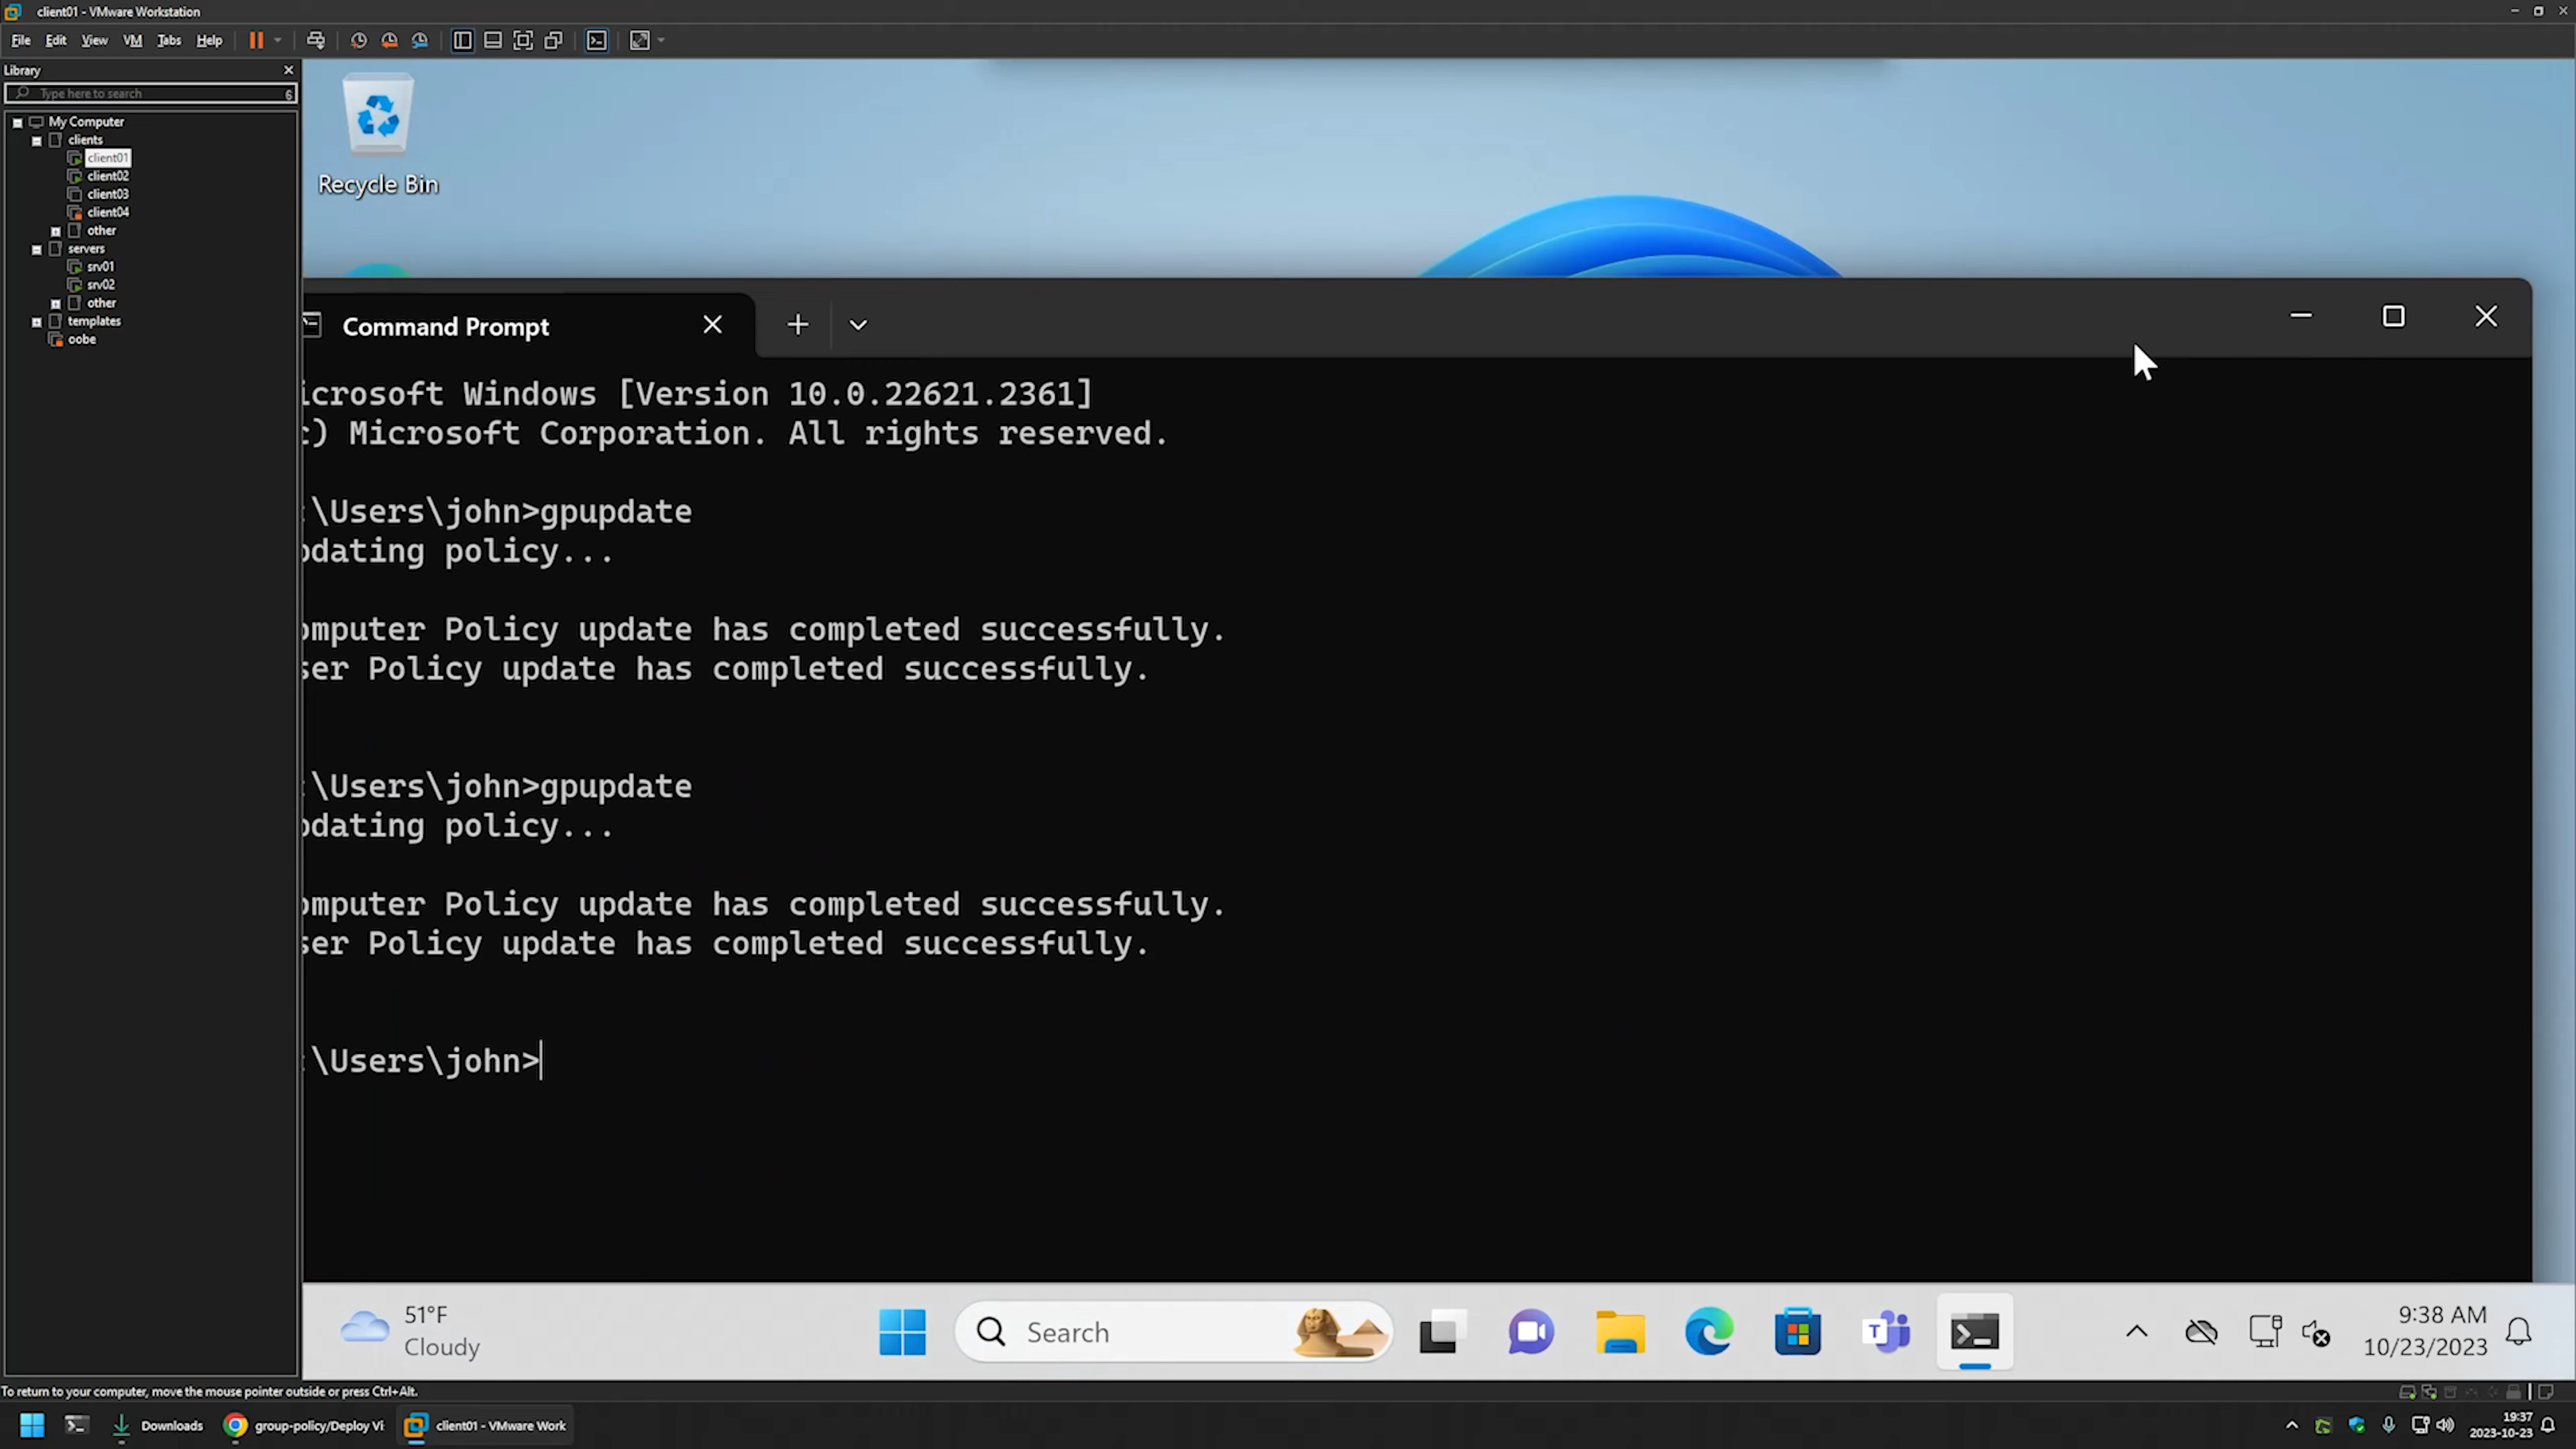 client01 - VMware Workstation
File Edit View VM Tabs Help
Library
Type here to search
6
My Computer
clients
client01
client02
client03
client04
other
servers
srv01
srv02
other
templates
oobe
Recycle Bin
Command Prompt
icrosoft Windows [Version 10.0.22621.2361]
c) Microsoft Corporation. All rights reserved.
:\Users\john>gpupdate
pdating policy...
omputer Policy update has completed successfully.
ser Policy update has completed successfully.
:\Users\john>gpupdate
pdating policy...
omputer Policy update has completed successfully.
ser Policy update has completed successfully.
:\Users\john>
51°F
Cloudy
Search
9:38 AM
10/23/2023
To return to your computer, move the mouse pointer outside or press Ctrl+Alt.
Downloads
group-policy/Deploy Vi
client01 - VMware Work
19:37
2023-10-23